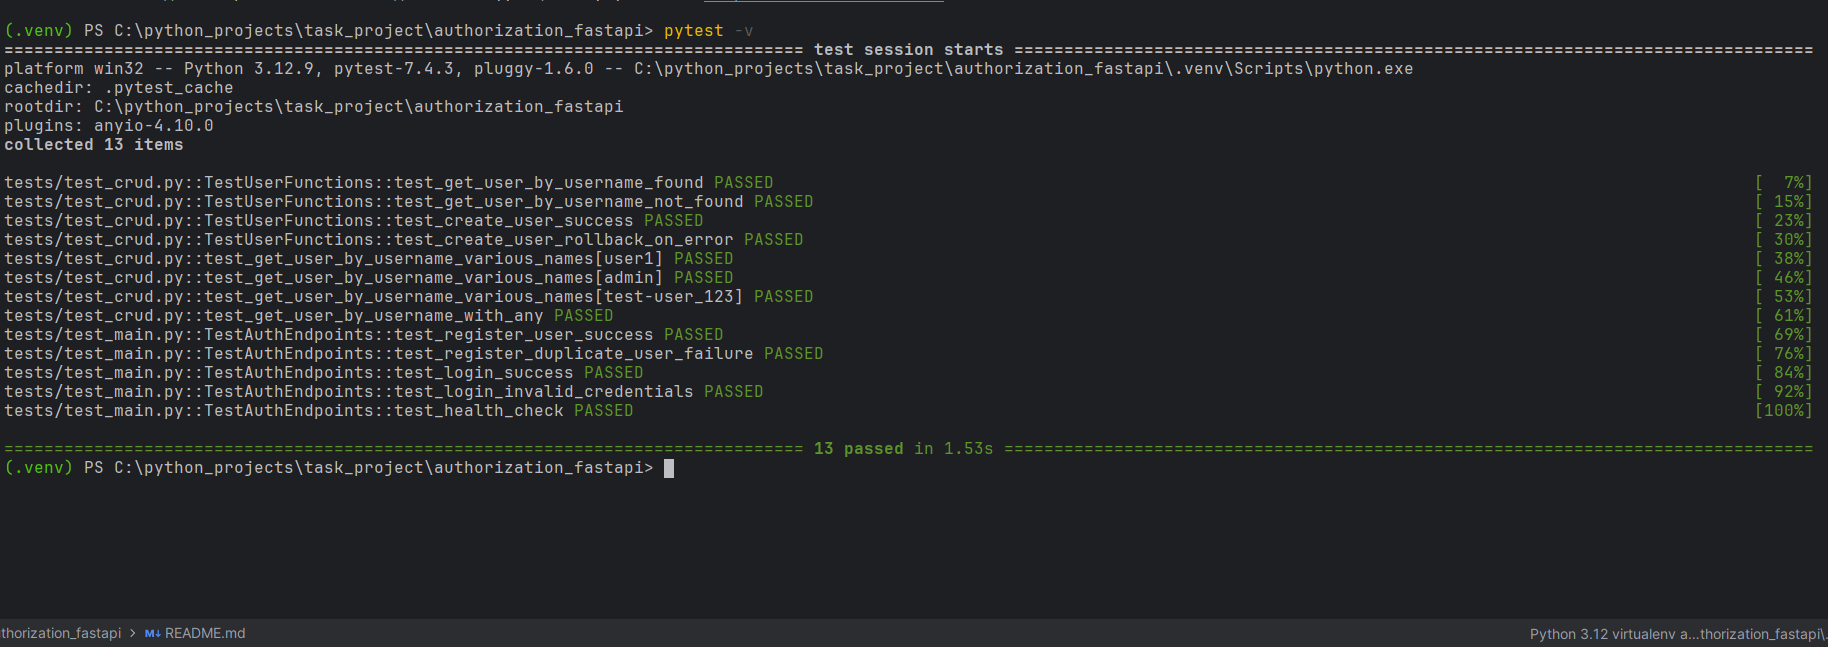 (.venv) PS C:\python_projects\task_project\authorization_fastapi> pytest -v
================================================================================ test session starts ================================================================================
platform win32 -- Python 3.12.9, pytest-7.4.3, pluggy-1.6.0 -- C:\python_projects\task_project\authorization_fastapi\.venv\Scripts\python.exe
cachedir: .pytest_cache
rootdir: C:\python_projects\task_project\authorization_fastapi
plugins: anyio-4.10.0
collected 13 items
tests/test_crud.py::TestUserFunctions::test_get_user_by_username_found PASSED [  7%]
tests/test_crud.py::TestUserFunctions::test_get_user_by_username_not_found PASSED [ 15%]
tests/test_crud.py::TestUserFunctions::test_create_user_success PASSED [ 23%]
tests/test_crud.py::TestUserFunctions::test_create_user_rollback_on_error PASSED [ 30%]
tests/test_crud.py::test_get_user_by_username_various_names[user1] PASSED [ 38%]
tests/test_crud.py::test_get_user_by_username_various_names[admin] PASSED [ 46%]
tests/test_crud.py::test_get_user_by_username_various_names[test-user_123] PASSED [ 53%]
tests/test_crud.py::test_get_user_by_username_with_any PASSED [ 61%]
tests/test_main.py::TestAuthEndpoints::test_register_user_success PASSED [ 69%]
tests/test_main.py::TestAuthEndpoints::test_register_duplicate_user_failure PASSED [ 76%]
tests/test_main.py::TestAuthEndpoints::test_login_success PASSED [ 84%]
tests/test_main.py::TestAuthEndpoints::test_login_invalid_credentials PASSED [ 92%]
tests/test_main.py::TestAuthEndpoints::test_health_check PASSED [100%]
================================================================================ 13 passed in 1.53s =================================================================================
(.venv) PS C:\python_projects\task_project\authorization_fastapi>
thorization_fastapi > M↓ README.md
Python 3.12 virtualenv a...thorization_fastapi\.